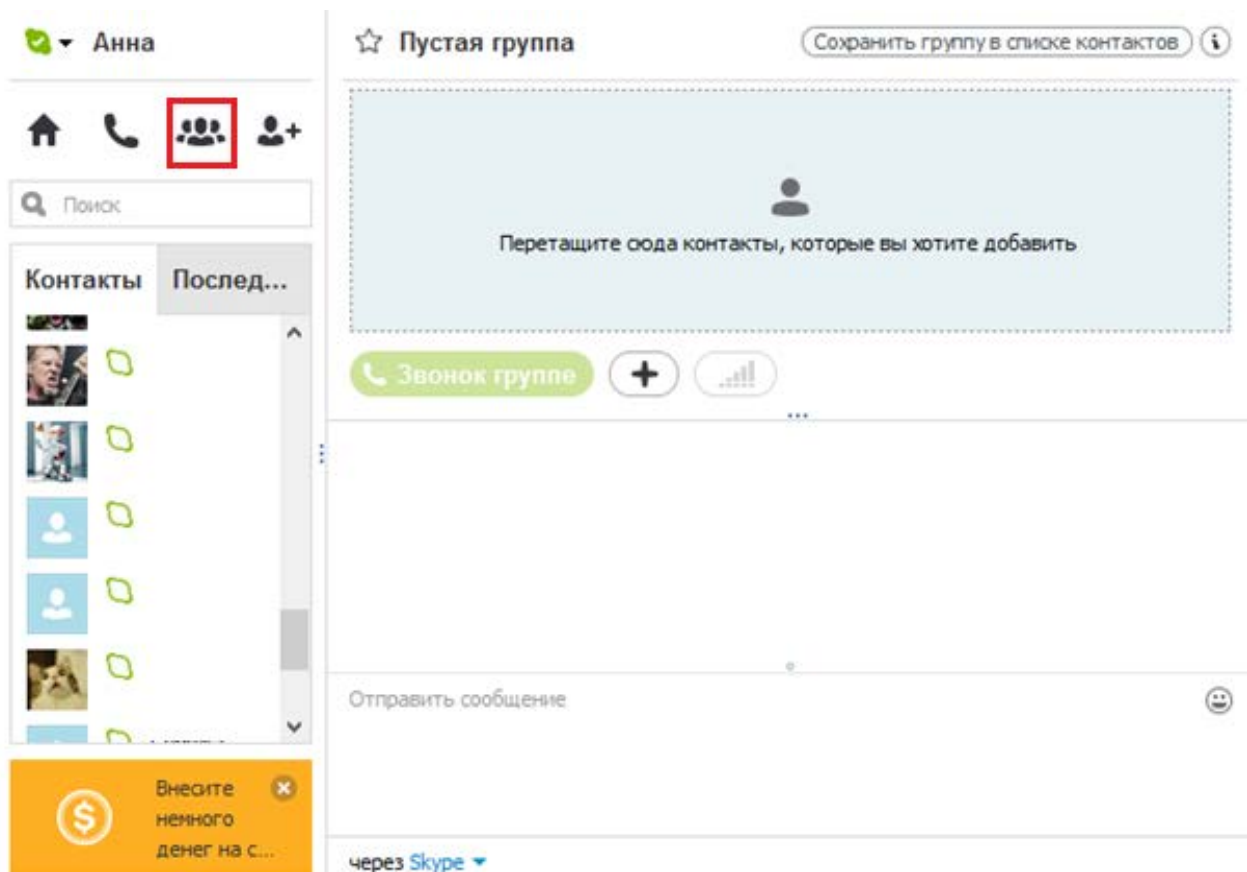 Анна
Поиск
Контакты
Послед...
Внесите
немного
денег на с...
Пустая группа
Сохранить группу в списке контактов
Перетащите сюда контакты, которые вы хотите добавить
Звонок группе
Отправить сообщение
через Skype